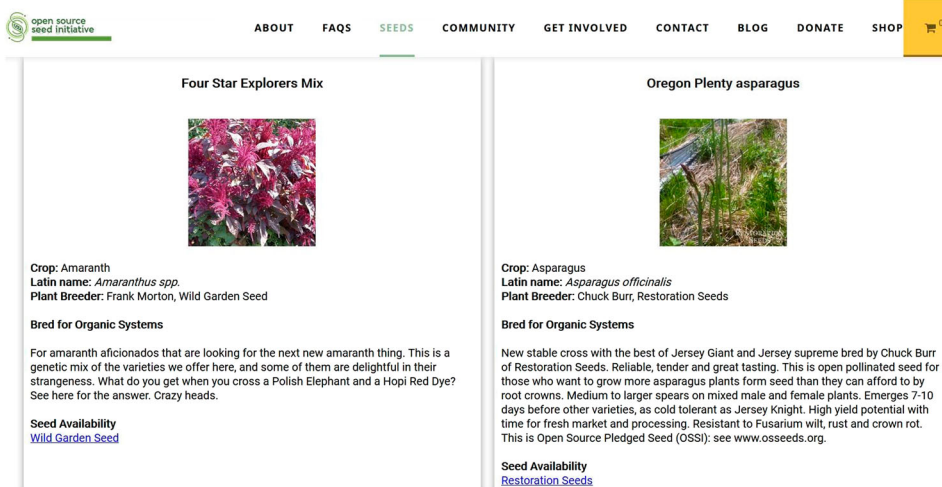 open source
seed initiative
ABOUT FAQS SEEDS COMMUNITY GET INVOLVED CONTACT BLOG DONATE SHOP
Four Star Explorers Mix
Crop: Amaranth
Latin name: Amaranthus spp.
Plant Breeder: Frank Morton, Wild Garden Seed
Bred for Organic Systems
For amaranth aficionados that are looking for the next new amaranth thing. This is a
genetic mix of the varieties we offer here, and some of them are delightful in their
strangeness. What do you get when you cross a Polish Elephant and a Hopi Red Dye?
See here for the answer. Crazy heads.
Seed Availability
Wild Garden Seed
Oregon Plenty asparagus
RESTORATION
SEEDS
Crop: Asparagus
Latin name: Asparagus officinalis
Plant Breeder: Chuck Burr, Restoration Seeds
Bred for Organic Systems
New stable cross with the best of Jersey Giant and Jersey supreme bred by Chuck Burr
of Restoration Seeds. Reliable, tender and great tasting. This is open pollinated seed for
those who want to grow more asparagus plants form seed than they can afford to by
root crowns. Medium to larger spears on mixed male and female plants. Emerges 7-10
days before other varieties, as cold tolerant as Jersey Knight. High yield potential with
time for fresh market and processing. Resistant to Fusarium wilt, rust and crown rot.
This is Open Source Pledged Seed (OSSI): see www.osseeds.org.
Seed Availability
Restoration Seeds